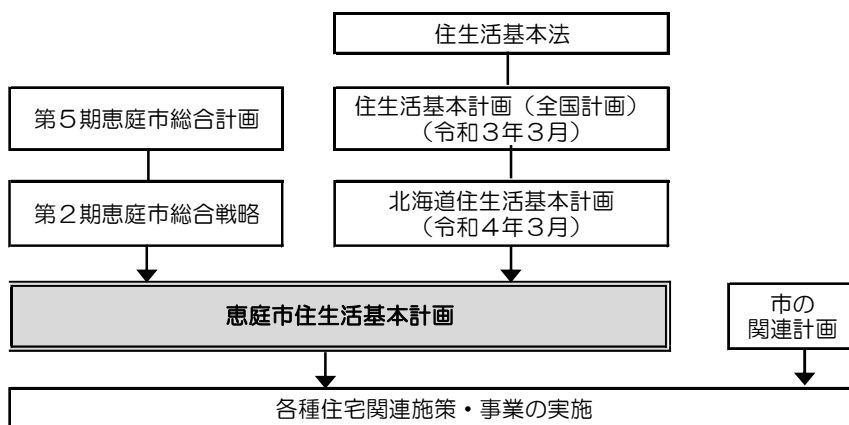 住生活基本法
第５期恵庭市総合計画
住生活基本計画（全国計画）
（令和３年３月）
第２期恵庭市総合戦略
北海道住生活基本計画
（令和４年３月）
恵庭市住生活基本計画
市の
関連計画
各種住宅関連施策・事業の実施